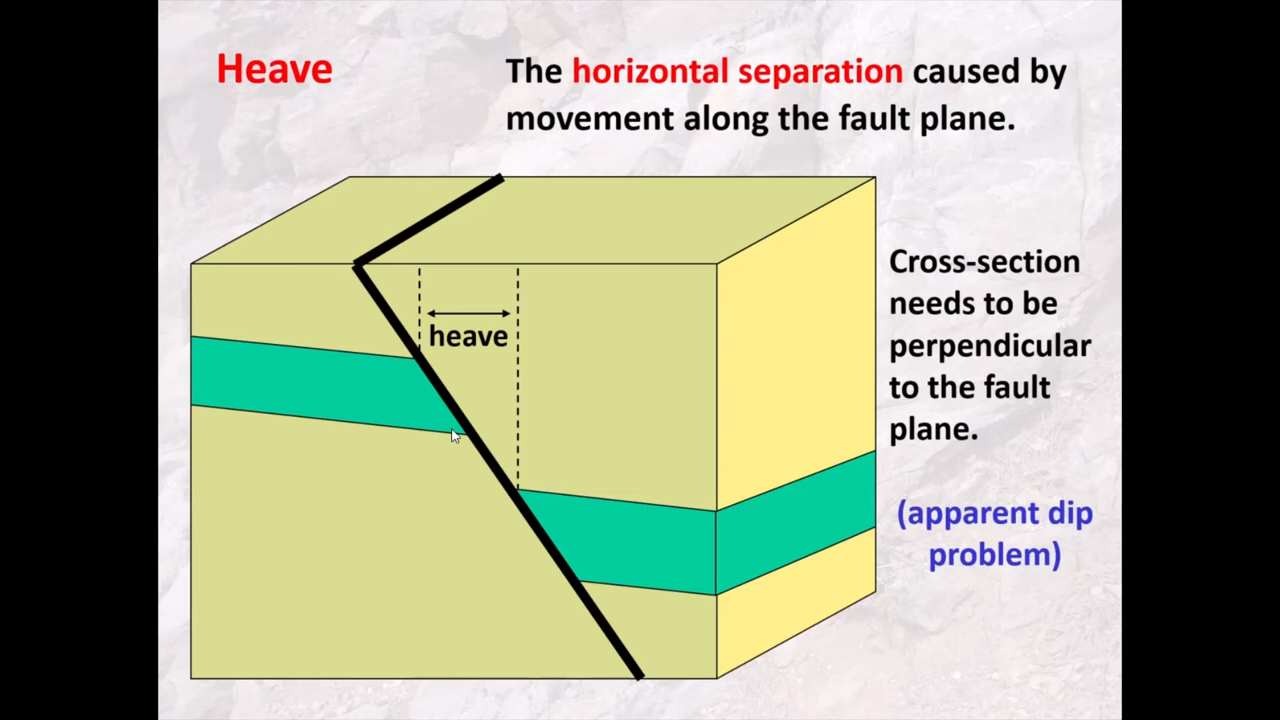 Heave
The horizontal separation caused by
movement along the fault plane.
heave
Cross-section
needs to be
perpendicular
to the fault
plane.
(apparent dip
problem)